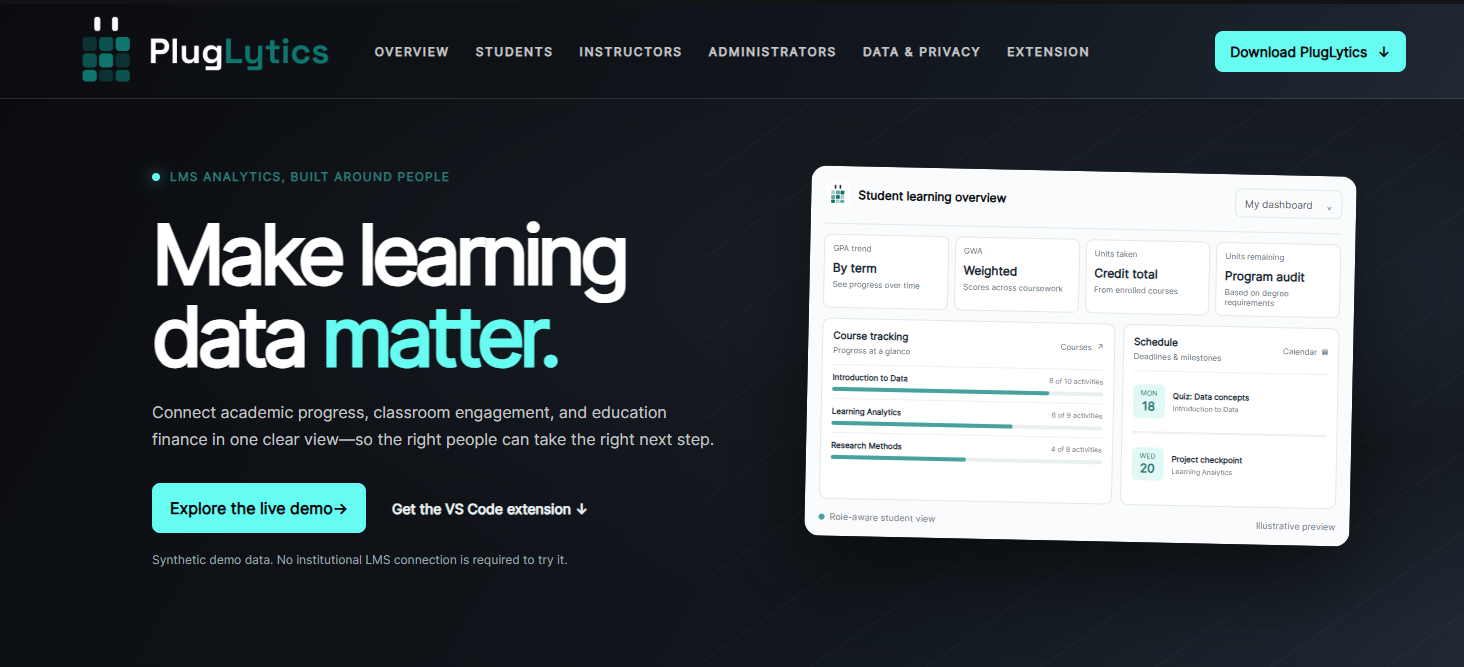 PlugLytics
OVERVIEW
STUDENTS
INSTRUCTORS
ADMINISTRATORS
DATA & PRIVACY
EXTENSION
Download PlugLytics ↓
LMS ANALYTICS, BUILT AROUND PEOPLE
Make learning
data matter.
Connect academic progress, classroom engagement, and education
finance in one clear view—so the right people can take the right next step.
Explore the live demo→
Get the VS Code extension ↓
Synthetic demo data. No institutional LMS connection is required to try it.
Student learning overview
My dashboard
GPA trend
By term
See progress over time
GWA
Weighted
Scores across coursework
Units taken
Credit total
From enrolled courses
Units remaining
Program audit
Based on degree
requirements
Course tracking
Progress at a glance
Courses ↗
Introduction to Data
8 of 10 activities
Learning Analytics
6 of 9 activities
Research Methods
4 of 8 activities
Schedule
Deadlines & milestones
Calendar
MON
18
Quiz: Data concepts
Introduction to Data
WED
20
Project checkpoint
Learning Analytics
Role-aware student view
Illustrative preview